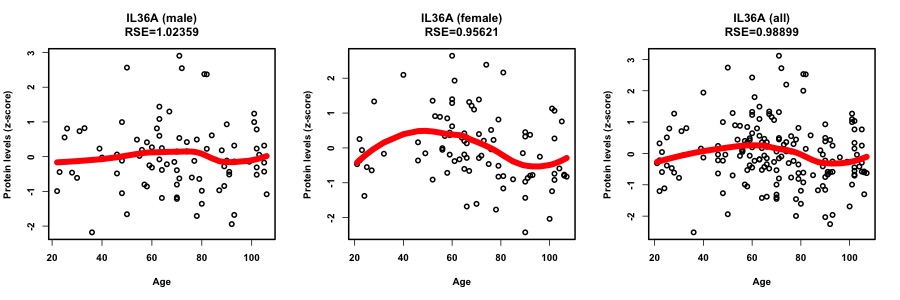 IL36A (male)
RSE=1.02359
Protein levels (z-score)
3
2
1
0
-1
-2
20 40 60 80 100
Age
IL36A (female)
RSE=0.95621
Protein levels (z-score)
2
1
0
-1
-2
20 40 60 80 100
Age
IL36A (all)
RSE=0.98899
Protein levels (z-score)
3
2
1
0
-1
-2
20 40 60 80 100
Age